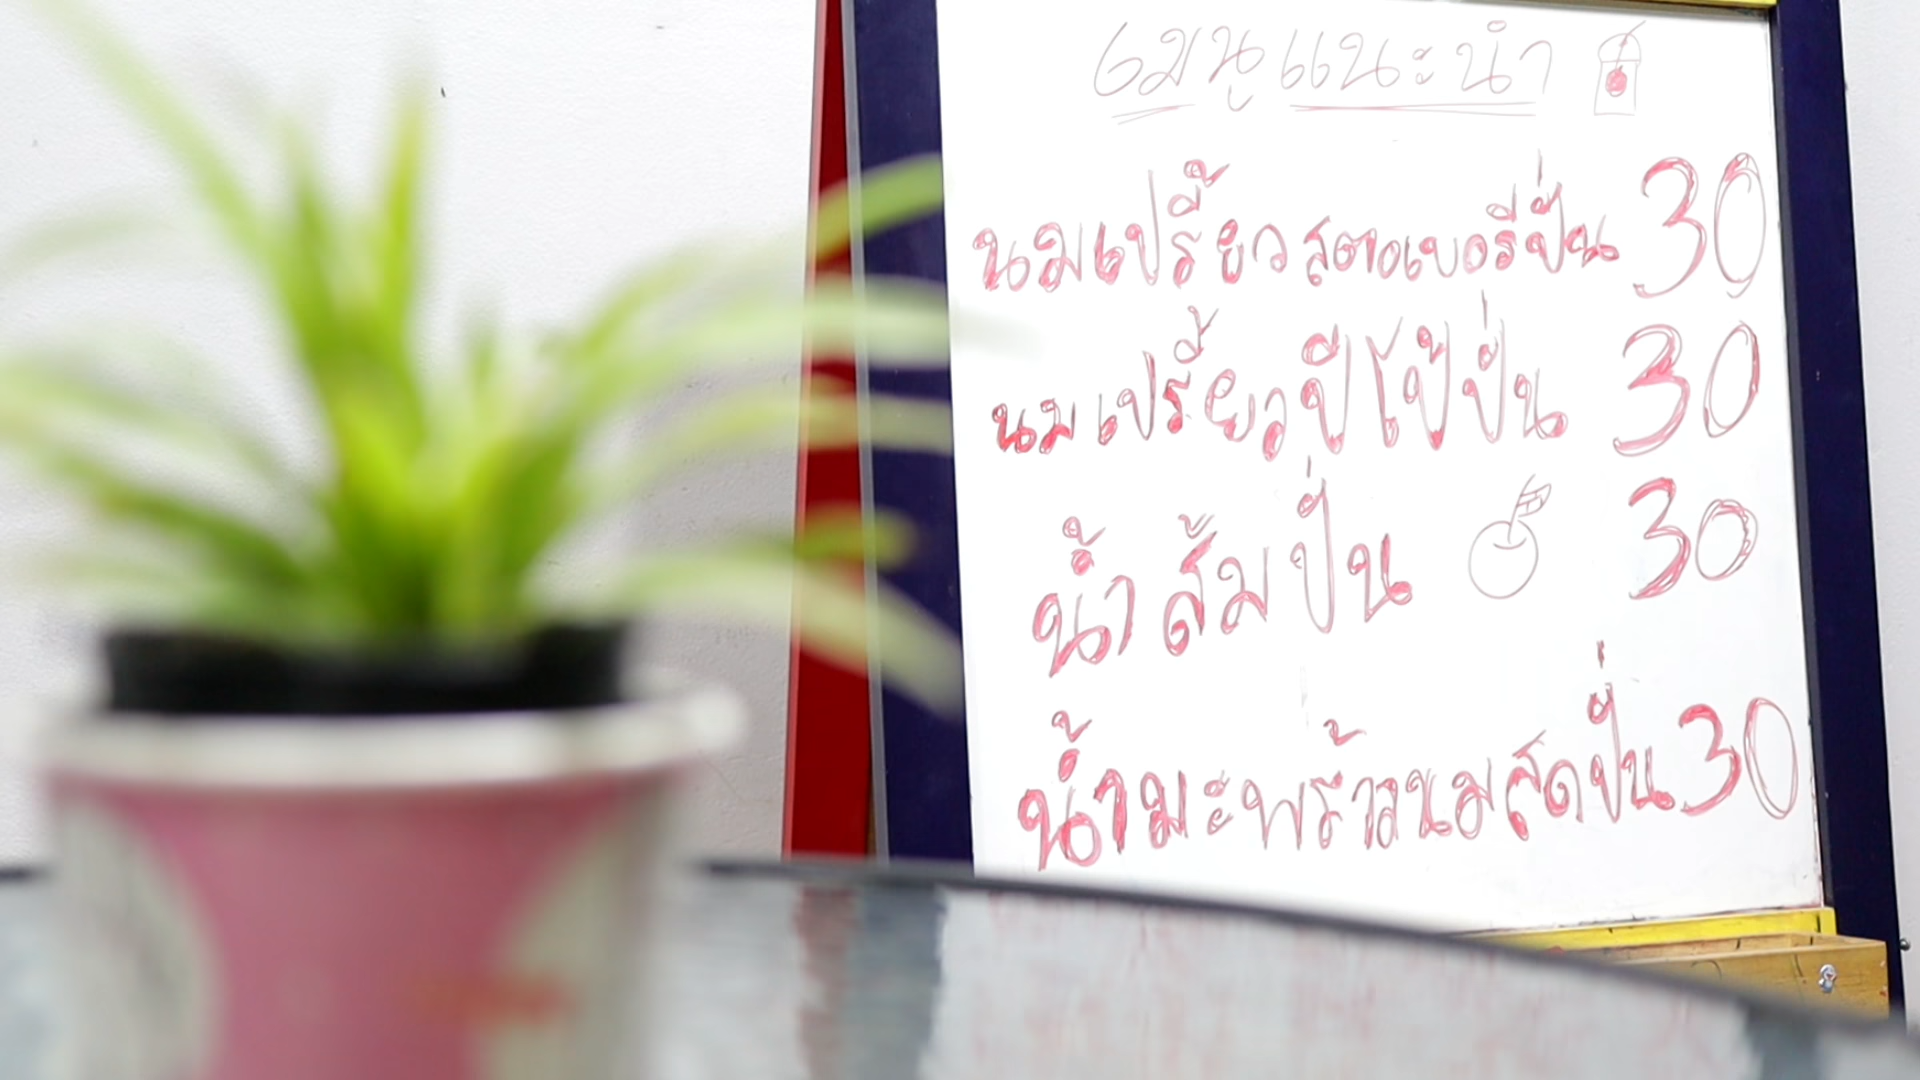 เมนูแนะนำ
นมเปรี้ยวสตอเบอรีปั่น 30
นมเปรี้ยวปีโป้ปั่น 30
น้ำส้มปั่น 30
น้ำมะพร้าวนมสดปั่น 30